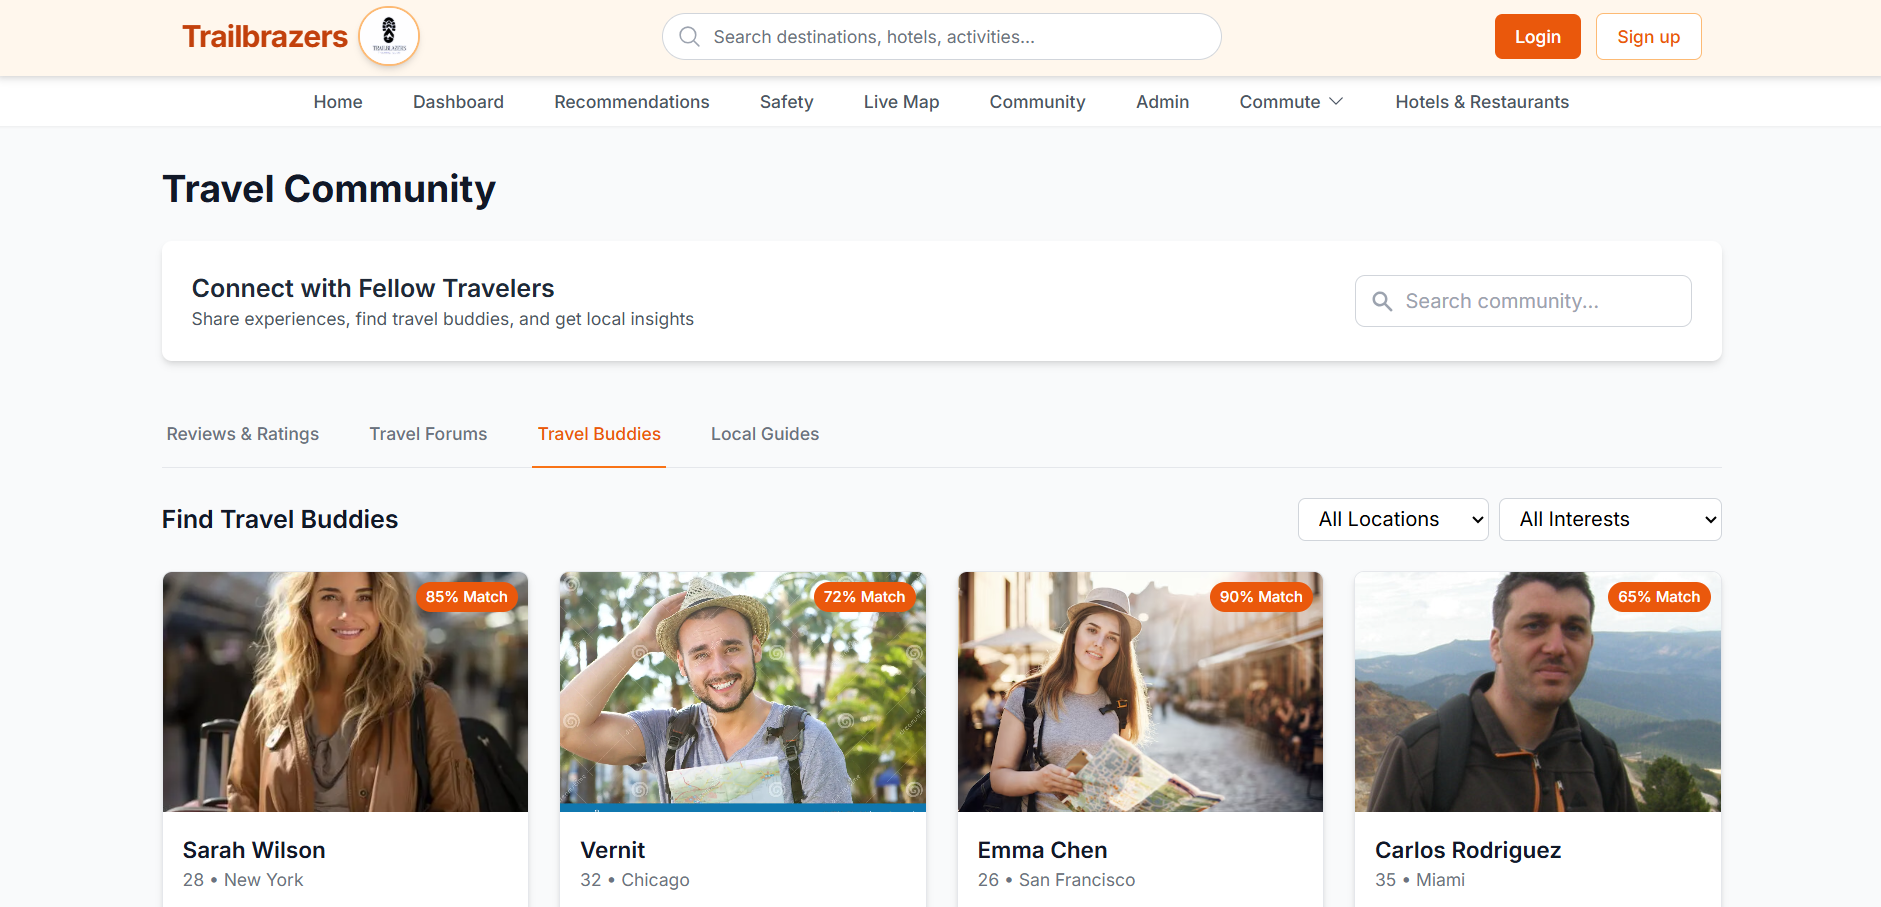 Trailbrazers
TRAILBLAZERS
Search destinations, hotels, activities...
Login
Sign up
Home
Dashboard
Recommendations
Safety
Live Map
Community
Admin
Commute
Hotels & Restaurants
Travel Community
Connect with Fellow Travelers
Share experiences, find travel buddies, and get local insights
Search community...
Reviews & Ratings
Travel Forums
Travel Buddies
Local Guides
Find Travel Buddies
All Locations
All Interests
85% Match
72% Match
90% Match
65% Match
Sarah Wilson
28 • New York
Vernit
32 • Chicago
Emma Chen
26 • San Francisco
Carlos Rodriguez
35 • Miami